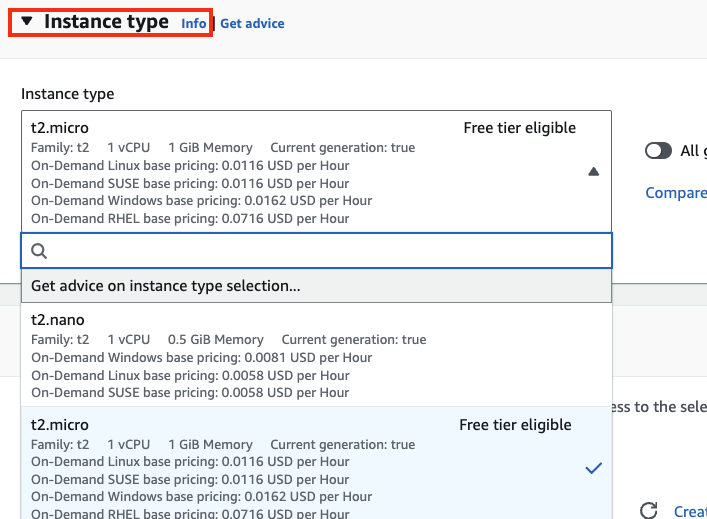 Instance type Info | Get advice
Instance type
t2.micro Free tier eligible
Family: t2 1 vCPU 1 GiB Memory Current generation: true
On-Demand Linux base pricing: 0.0116 USD per Hour
On-Demand SUSE base pricing: 0.0116 USD per Hour
On-Demand Windows base pricing: 0.0162 USD per Hour
On-Demand RHEL base pricing: 0.0716 USD per Hour
All g
Compare
Get advice on instance type selection...
t2.nano
Family: t2 1 vCPU 0.5 GiB Memory Current generation: true
On-Demand Windows base pricing: 0.0081 USD per Hour
On-Demand Linux base pricing: 0.0058 USD per Hour
On-Demand SUSE base pricing: 0.0058 USD per Hour
ess to the sele
t2.micro Free tier eligible
Family: t2 1 vCPU 1 GiB Memory Current generation: true
On-Demand Linux base pricing: 0.0116 USD per Hour
On-Demand SUSE base pricing: 0.0116 USD per Hour
On-Demand Windows base pricing: 0.0162 USD per Hour
On-Demand RHEL base pricing: 0.0716 USD per Hour
Creat